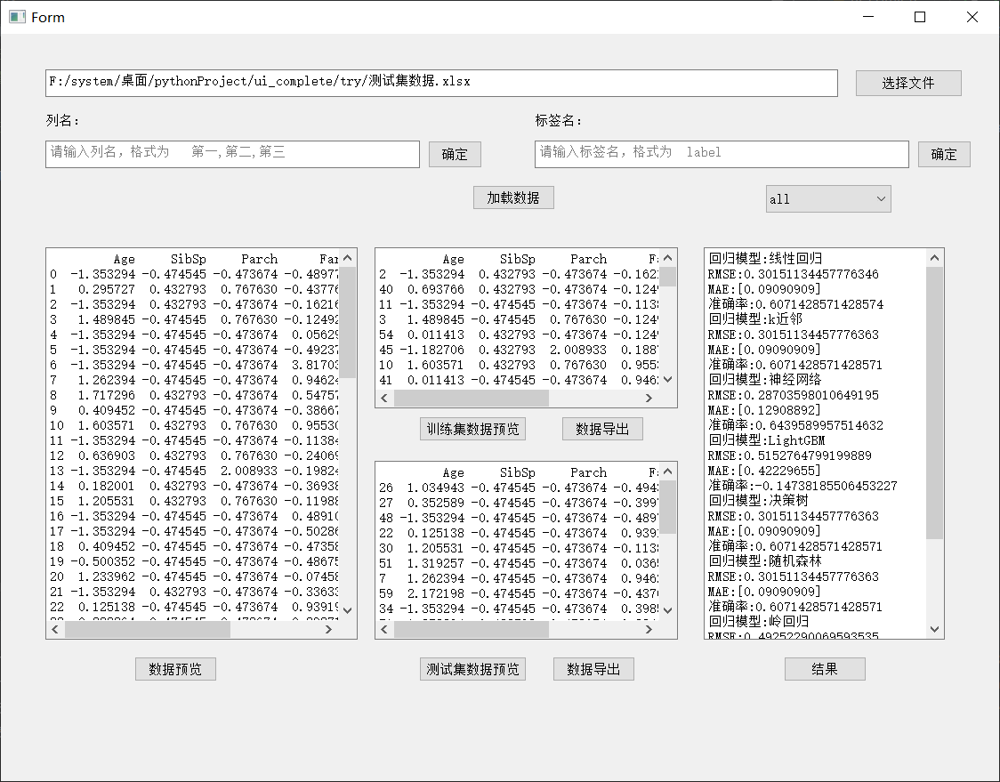 Form
F:/system/桌面/pythonProject/ui_complete/try/测试集数据.xlsx
选择文件
列名:
标签名:
请输入列名，格式为 第一,第二,第三
确定
请输入标签名，格式为 label
确定
加载数据
all
Age SibSp Parch
0 -1.353294 -0.474545 -0.473674 -0.48977
1 0.295727 0.432793 0.767630 -0.43776
2 -1.353294 0.432793 -0.473674 -0.16216
3 1.489845 0.432793 0.767630 -0.12492
4 -1.353294 -0.474545 -0.473674 0.05629
5 -1.353294 -0.474545 -0.473674 -0.49237
6 -1.353294 -0.474545 -0.473674 3.81703
7 1.262394 -0.474545 -0.473674 0.94624
8 1.717296 0.432793 -0.473674 0.54757
9 0.409452 -0.474545 -0.473674 -0.38667
10 1.603571 0.432793 0.767630 0.95530
11 -1.353294 -0.474545 -0.473674 -0.11384
12 0.636903 0.432793 0.767630 -0.24069
13 -1.353294 -0.474545 2.008933 -0.19824
14 0.182001 0.432793 -0.473674 -0.36938
15 1.205531 0.432793 0.767630 -0.11988
16 -1.353294 -0.474545 -0.473674 0.48910
17 -1.353294 -0.474545 -0.473674 -0.50286
18 0.409452 -0.474545 -0.473674 -0.47358
19 -0.500352 -0.474545 -0.473674 -0.48675
20 1.233962 -0.474545 -0.473674 -0.07458
21 -1.353294 0.432793 -0.473674 -0.33633
22 0.125138 -0.474545 -0.473674 0.93919
数据预览
Age SibSp Parch
2 -1.353294 0.432793 -0.473674 -0.162
40 0.693766 0.432793 -0.473674 -0.124
11 -1.353294 -0.474545 -0.473674 -0.113
3 1.489845 0.432793 0.767630 -0.124
54 0.011413 0.432793 -0.473674 -0.124
45 -1.182706 0.432793 2.008933 0.188
10 1.603571 0.432793 0.767630 0.955
41 0.011413 -0.474545 -0.473674 0.946
训练集数据预览
数据导出
Age SibSp Parch
26 1.034943 -0.474545 -0.473674 -0.494
27 0.352589 -0.474545 -0.473674 -0.399
48 -1.353294 -0.474545 -0.473674 -0.489
22 0.125138 -0.474545 -0.473674 0.939
30 1.205531 -0.474545 -0.473674 -0.113
51 1.319257 -0.474545 -0.473674 0.036
7 1.262394 -0.474545 -0.473674 0.946
59 2.172198 -0.474545 -0.473674 -0.437
34 -1.353294 -0.474545 -0.473674 0.398
测试集数据预览
数据导出
回归模型:线性回归
RMSE:0.30151134457776346
MAE:[0.09090909]
准确率:0.6071428571428574
回归模型:k近邻
RMSE:0.30151134457776363
MAE:[0.09090909]
准确率:0.6071428571428571
回归模型:神经网络
RMSE:0.28703598010649195
MAE:[0.12908892]
准确率:0.6439589957514632
回归模型:LightGBM
RMSE:0.5152764799199889
MAE:[0.42229655]
准确率:-0.14738185506453227
回归模型:决策树
RMSE:0.30151134457776363
MAE:[0.09090909]
准确率:0.6071428571428571
回归模型:随机森林
RMSE:0.30151134457776363
MAE:[0.09090909]
准确率:0.6071428571428571
回归模型:岭回归
RMSE:0.49252290069593535
结果